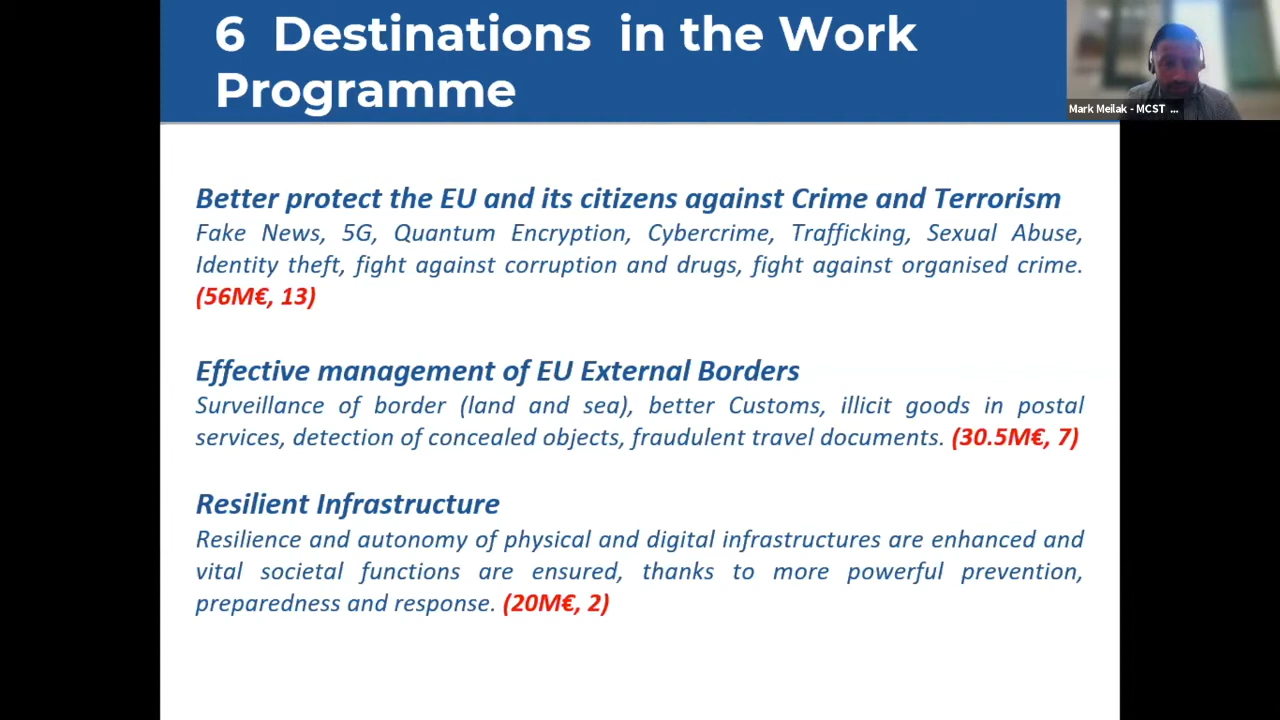 6 Destinations in the Work
Programme
Mark Meilak - MCST ...
Better protect the EU and its citizens against Crime and Terrorism
Fake News, 5G, Quantum Encryption, Cybercrime, Trafficking, Sexual Abuse,
Identity theft, fight against corruption and drugs, fight against organised crime.
(56M€, 13)
Effective management of EU External Borders
Surveillance of border (land and sea), better Customs, illicit goods in postal
services, detection of concealed objects, fraudulent travel documents. (30.5M€, 7)
Resilient Infrastructure
Resilience and autonomy of physical and digital infrastructures are enhanced and
vital societal functions are ensured, thanks to more powerful prevention,
preparedness and response. (20M€, 2)